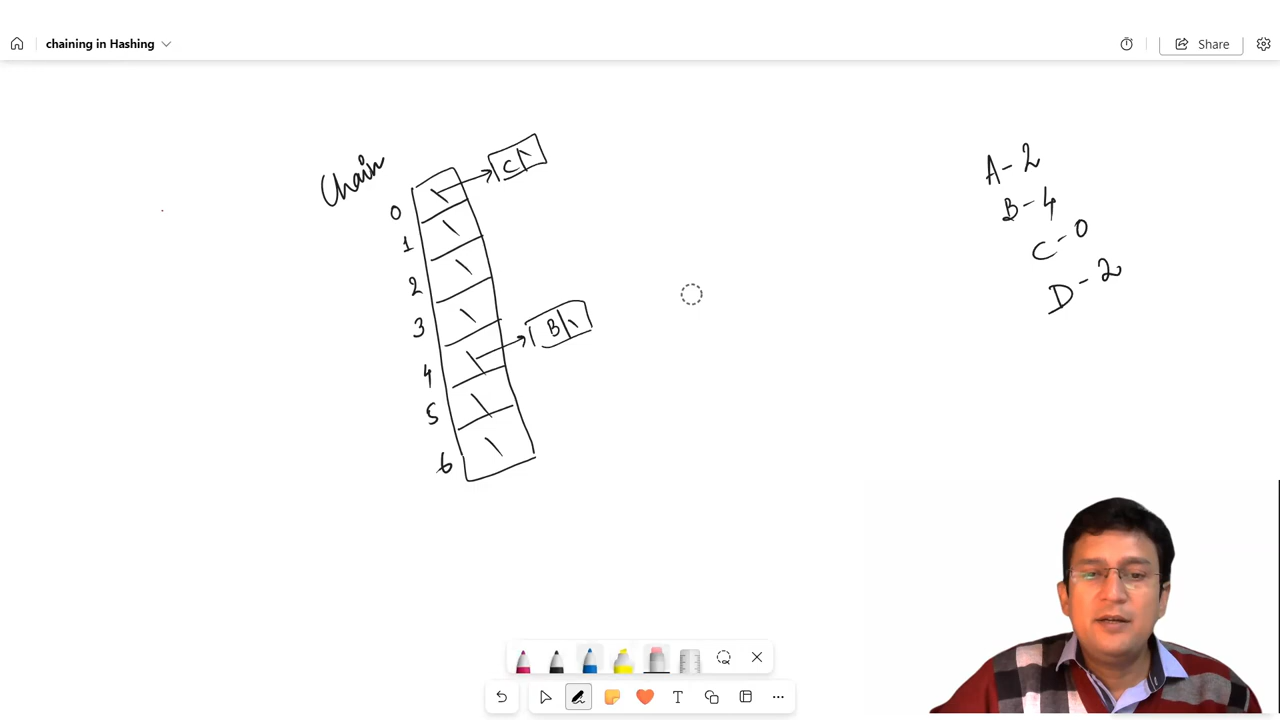 chaining in Hashing
Share
Chain
C
0
1
2
3
4
5
6
B
A - 2
B - 4
C - 0
D - 2
T